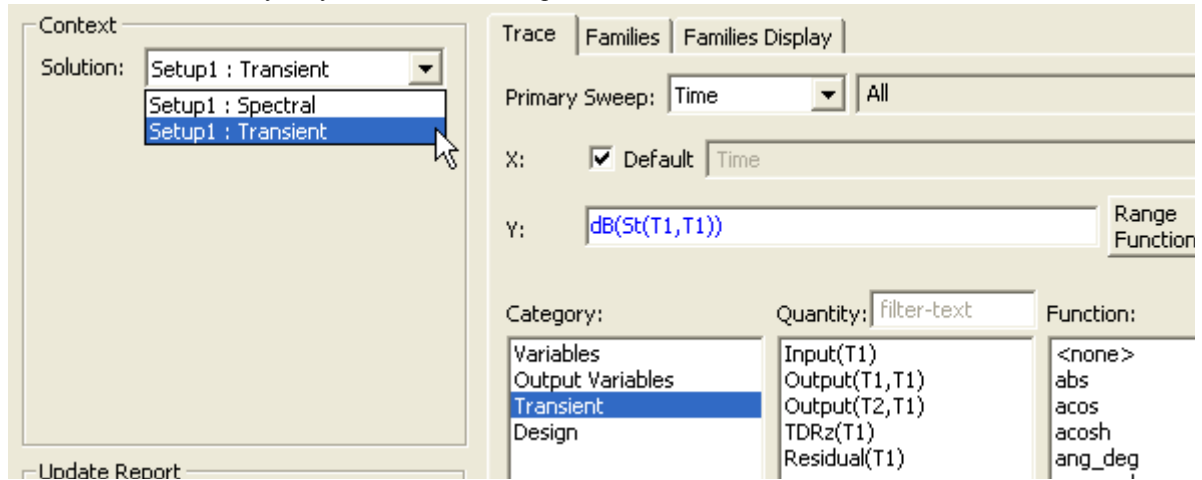 Context
Solution:
Setup1 : Transient
Setup1 : Spectral
Setup1 : Transient
Update Report
Trace
Families
Families Display
Primary Sweep:
Time
All
X:
Default
Time
Y:
dB(St(T1,T1))
Range
Function
Category:
Variables
Output Variables
Transient
Design
Quantity:
filter-text
Input(T1)
Output(T1,T1)
Output(T2,T1)
TDRz(T1)
Residual(T1)
Function:
<none>
abs
acos
acosh
ang_deg